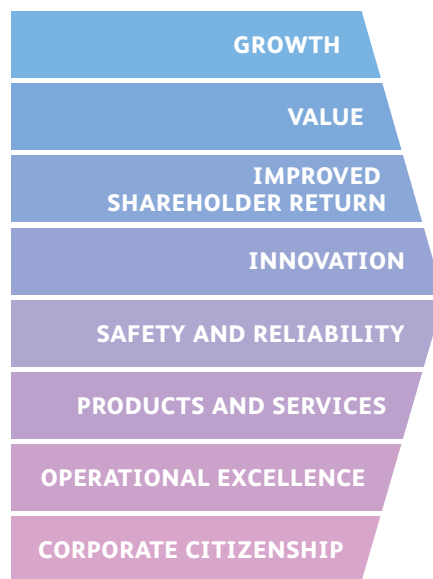 GROWTH
VALUE
IMPROVED
SHAREHOLDER RETURN
INNOVATION
SAFETY AND RELIABILITY
PRODUCTS AND SERVICES
OPERATIONAL EXCELLENCE
CORPORATE CITIZENSHIP